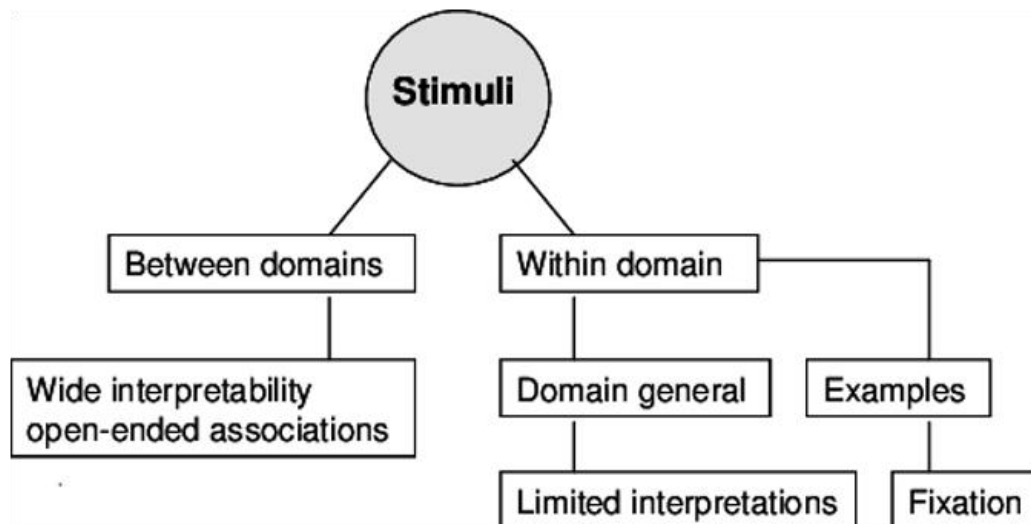 Stimuli
Between domains
Within domain
Wide interpretability
open-ended associations
Domain general
Examples
Limited interpretations
Fixation